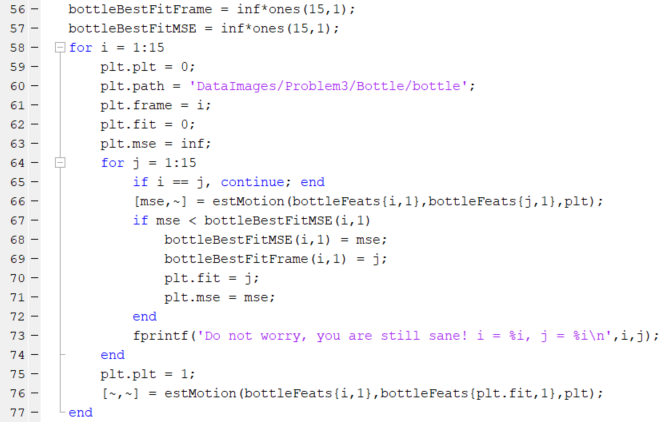 56 - bottleBestFitFrame = inf*ones(15,1);
57 - bottleBestFitMSE = inf*ones(15,1);
58 - for i = 1:15
59 - plt.plt = 0;
60 - plt.path = 'DataImages/Problem3/Bottle/bottle';
61 - plt.frame = i;
62 - plt.fit = 0;
63 - plt.mse = inf;
64 - for j = 1:15
65 - if i == j, continue; end
66 - [mse,~] = estMotion(bottleFeats{i,1},bottleFeats{j,1},plt);
67 - if mse < bottleBestFitMSE(i,1)
68 - bottleBestFitMSE(i,1) = mse;
69 - bottleBestFitFrame(i,1) = j;
70 - plt.fit = j;
71 - plt.mse = mse;
72 - end
73 - fprintf('Do not worry, you are still sane! i = %i, j = %i\n',i,j);
74 - end
75 - plt.plt = 1;
76 - [~,~] = estMotion(bottleFeats{i,1},bottleFeats{plt.fit,1},plt);
77 - end